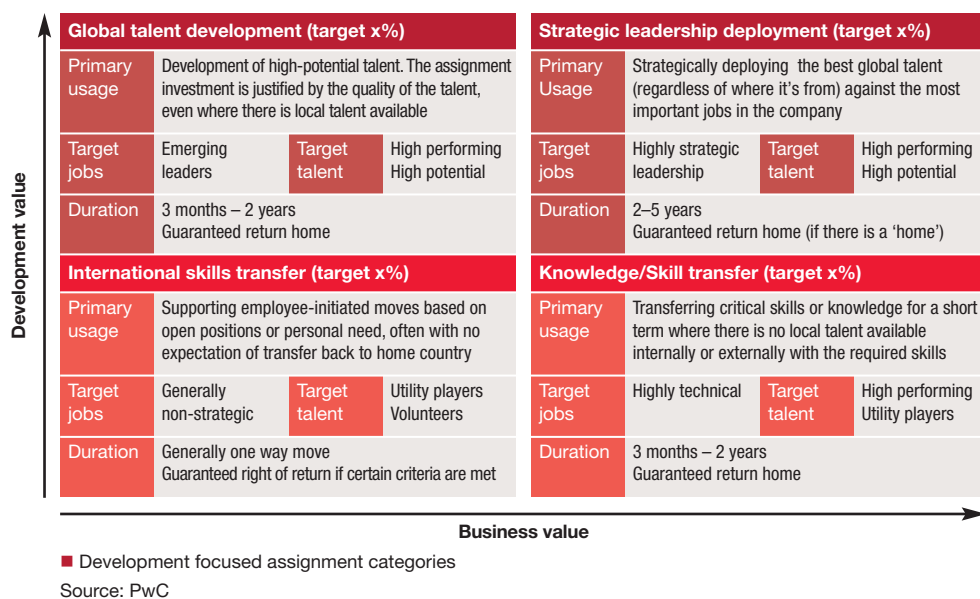 Development value
Global talent development (target x%)
Primary
usage
Development of high-potential talent. The assignment
investment is justified by the quality of the talent,
even where there is local talent available
Target
jobs
Emerging
leaders
Target
talent
High performing
High potential
Duration
3 months – 2 years
Guaranteed return home
Strategic leadership deployment (target x%)
Primary
Usage
Strategically deploying the best global talent
(regardless of where it’s from) against the most
important jobs in the company
Target
jobs
Highly strategic
leadership
Target
talent
High performing
High potential
Duration
2–5 years
Guaranteed return home (if there is a ‘home’)
International skills transfer (target x%)
Primary
usage
Supporting employee-initiated moves based on
open positions or personal need, often with no
expectation of transfer back to home country
Target
jobs
Generally
non-strategic
Target
talent
Utility players
Volunteers
Duration
Generally one way move
Guaranteed right of return if certain criteria are met
Knowledge/Skill transfer (target x%)
Primary
usage
Transferring critical skills or knowledge for a short
term where there is no local talent available
internally or externally with the required skills
Target
jobs
Highly technical
Target
talent
High performing
Utility players
Duration
3 months – 2 years
Guaranteed return home
Business value
Development focused assignment categories
Source: PwC